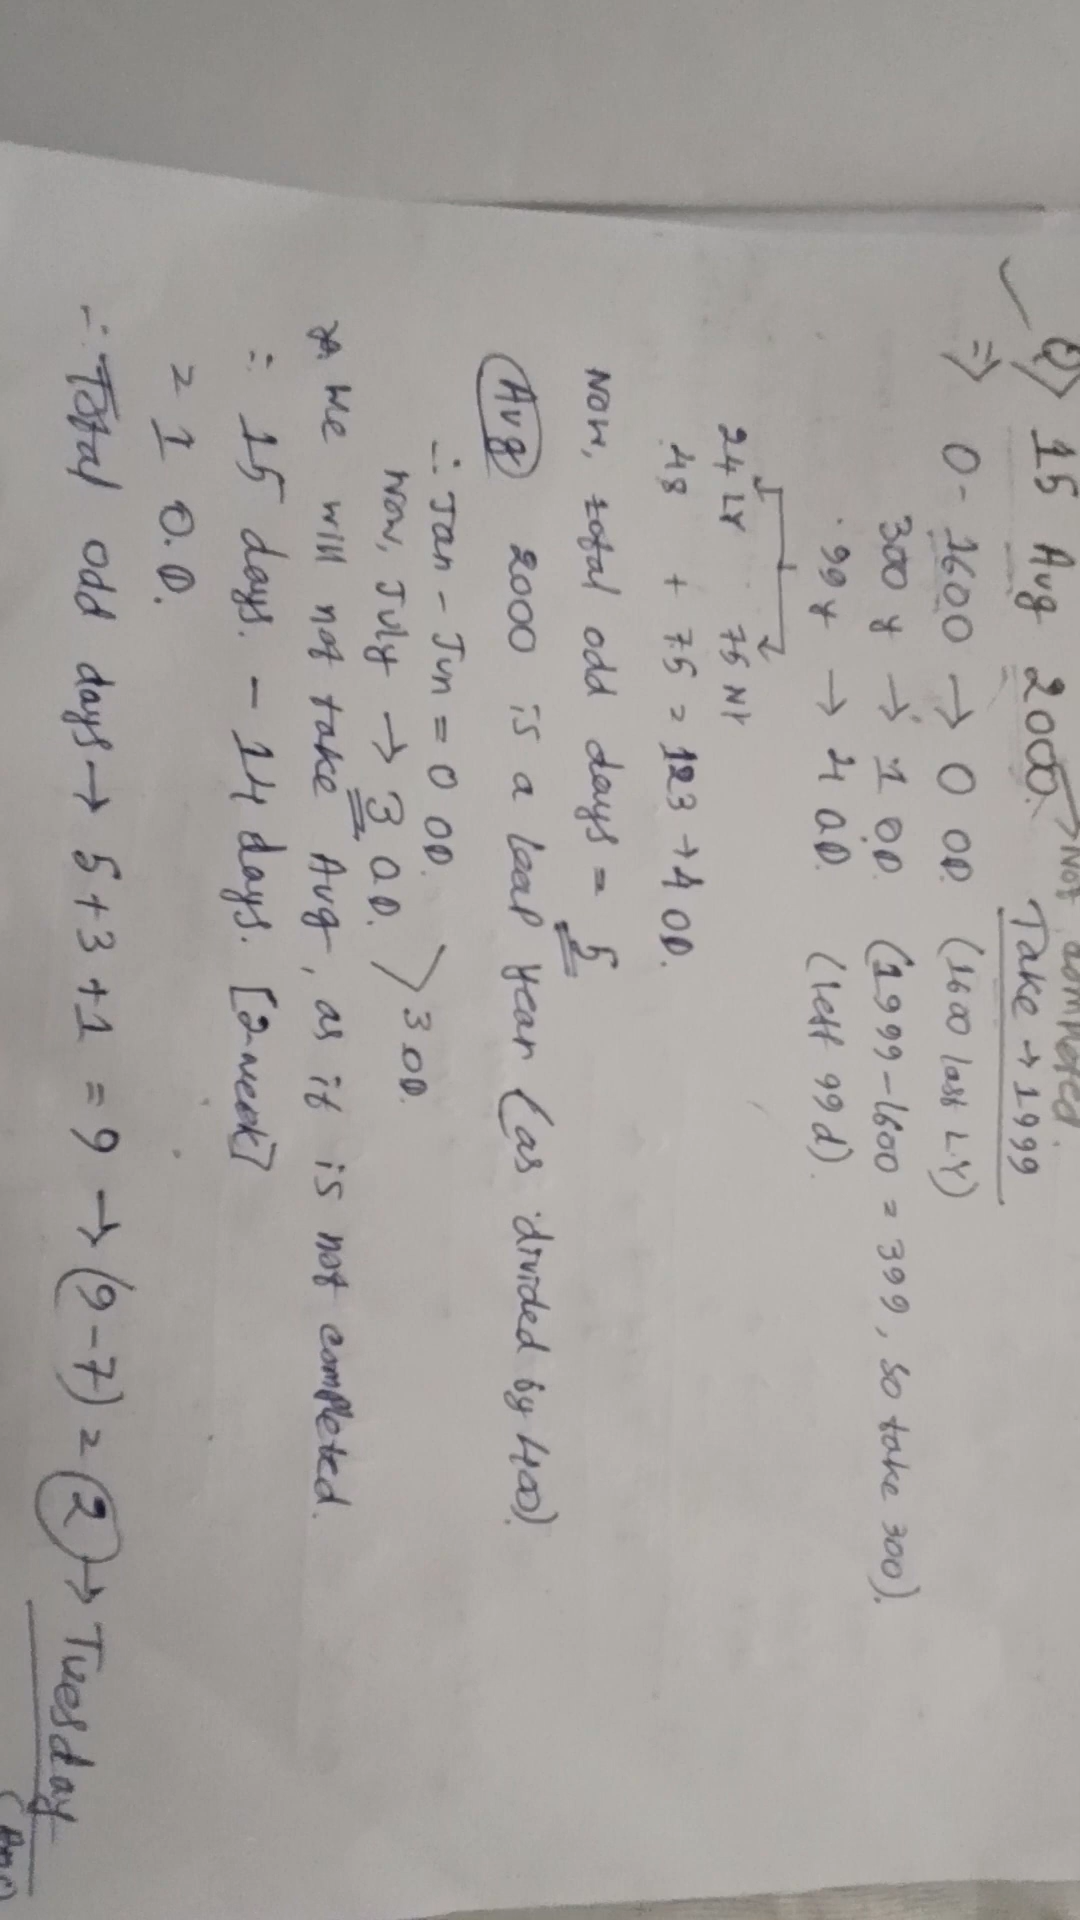 Q> 15 Aug 2000. → Not completed
Take → 1999
⇒ 0 - 1600 → 0 OD. (1600 last LY)
300 y → 1 OD. (1999-1600 = 399, so take 300).
99 y → 4 OD. (left 99 d).
24 LY 75 NY
48 + 75 = 123 → 4 OD.
Now, total odd days = 5
Aug 2000 is a leap year (as divided by 400).
∴ Jan - Jun = 0 OD.
Now, July → 3 OD. > 3 OD.
* We will not take Aug, as it is not completed.
∴ 15 days. - 14 days. [2-week]
= 1 O.D.
∴ Total odd days → 5 + 3 + 1 = 9 → (9-7) = 2 → Tuesday
(Ans)